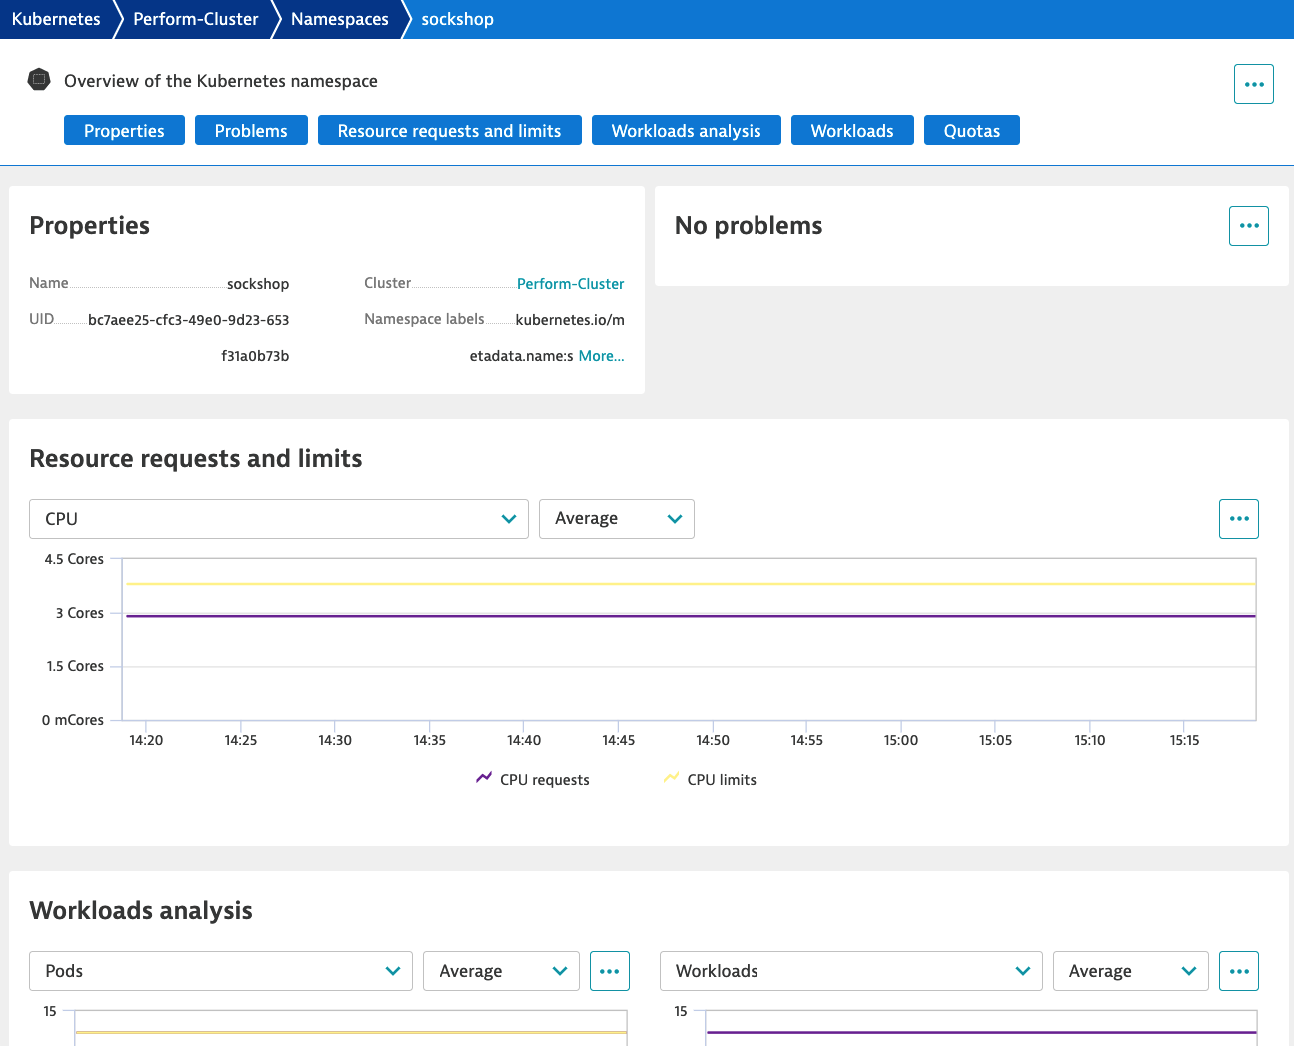 Kubernetes Perform-Cluster Namespaces sockshop
Overview of the Kubernetes namespace
Properties Problems Resource requests and limits Workloads analysis Workloads Quotas
Properties
Name sockshop
UID bc7aee25-cfc3-49e0-9d23-653
f31a0b73b
Cluster Perform-Cluster
Namespace labels kubernetes.io/m
etadata.name:s More...
No problems
Resource requests and limits
CPU Average
4.5 Cores
3 Cores
1.5 Cores
0 mCores
14:20 14:25 14:30 14:35 14:40 14:45 14:50 14:55 15:00 15:05 15:10 15:15
CPU requests CPU limits
Workloads analysis
Pods Average
15
Workloads Average
15